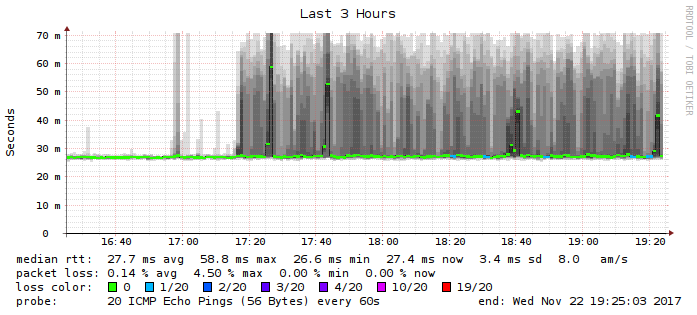 Last 3 Hours
RRDTOOL / TOBI OETIKER
Seconds
70 m
60 m
50 m
40 m
30 m
20 m
10 m
0
16:40 17:00 17:20 17:40 18:00 18:20 18:40 19:00 19:20
median rtt: 27.7 ms avg 58.8 ms max 26.6 ms min 27.4 ms now 3.4 ms sd 8.0 am/s
packet loss: 0.14 % avg 4.50 % max 0.00 % min 0.00 % now
loss color: 0 1/20 2/20 3/20 4/20 10/20 19/20
probe: 20 ICMP Echo Pings (56 Bytes) every 60s end: Wed Nov 22 19:25:03 2017